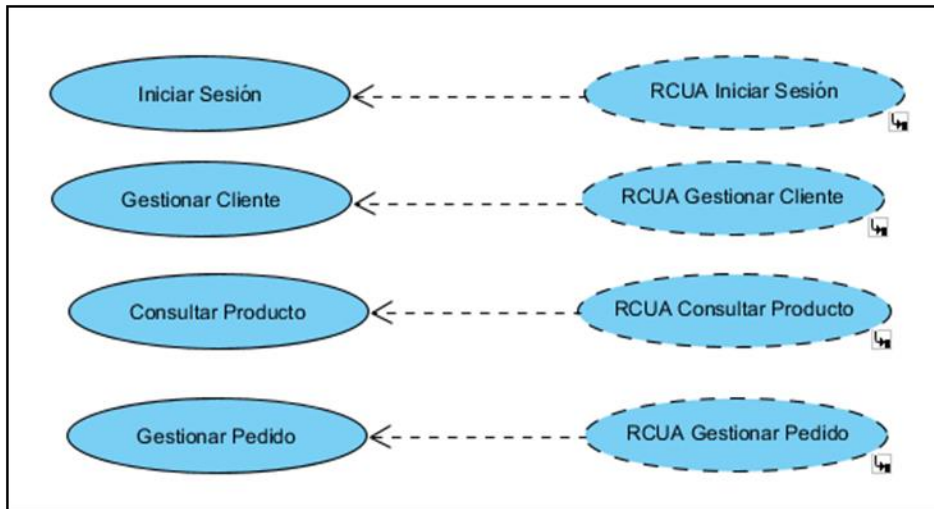 Iniciar Sesión
RCUA Iniciar Sesión
Gestionar Cliente
RCUA Gestionar Cliente
Consultar Producto
RCUA Consultar Producto
Gestionar Pedido
RCUA Gestionar Pedido